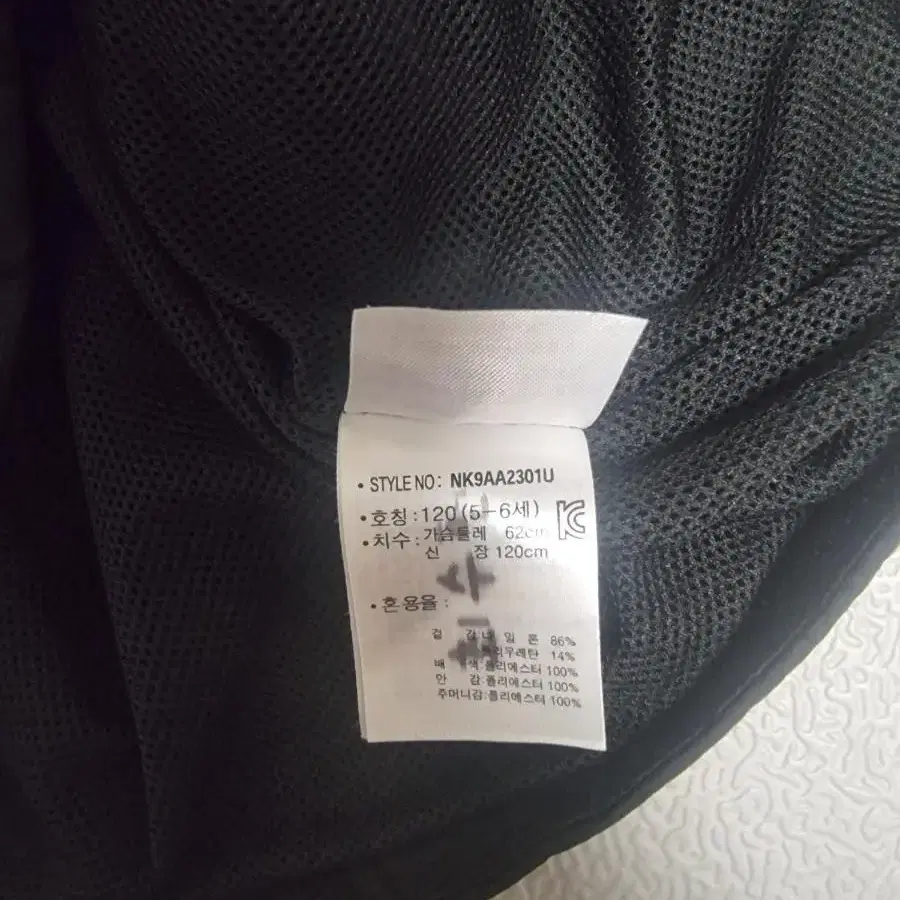 • STYLE NO: NK9AA2301U
• 호칭 : 120 (5-6세)
• 치수 : 가슴둘레 62cm
신 장 120cm
• 혼용율 :
겉 감:나 일 론 86%
폴리우레탄 14%
배 색:폴리에스터 100%
안 감:폴리에스터 100%
주머니감:폴리에스터 100%